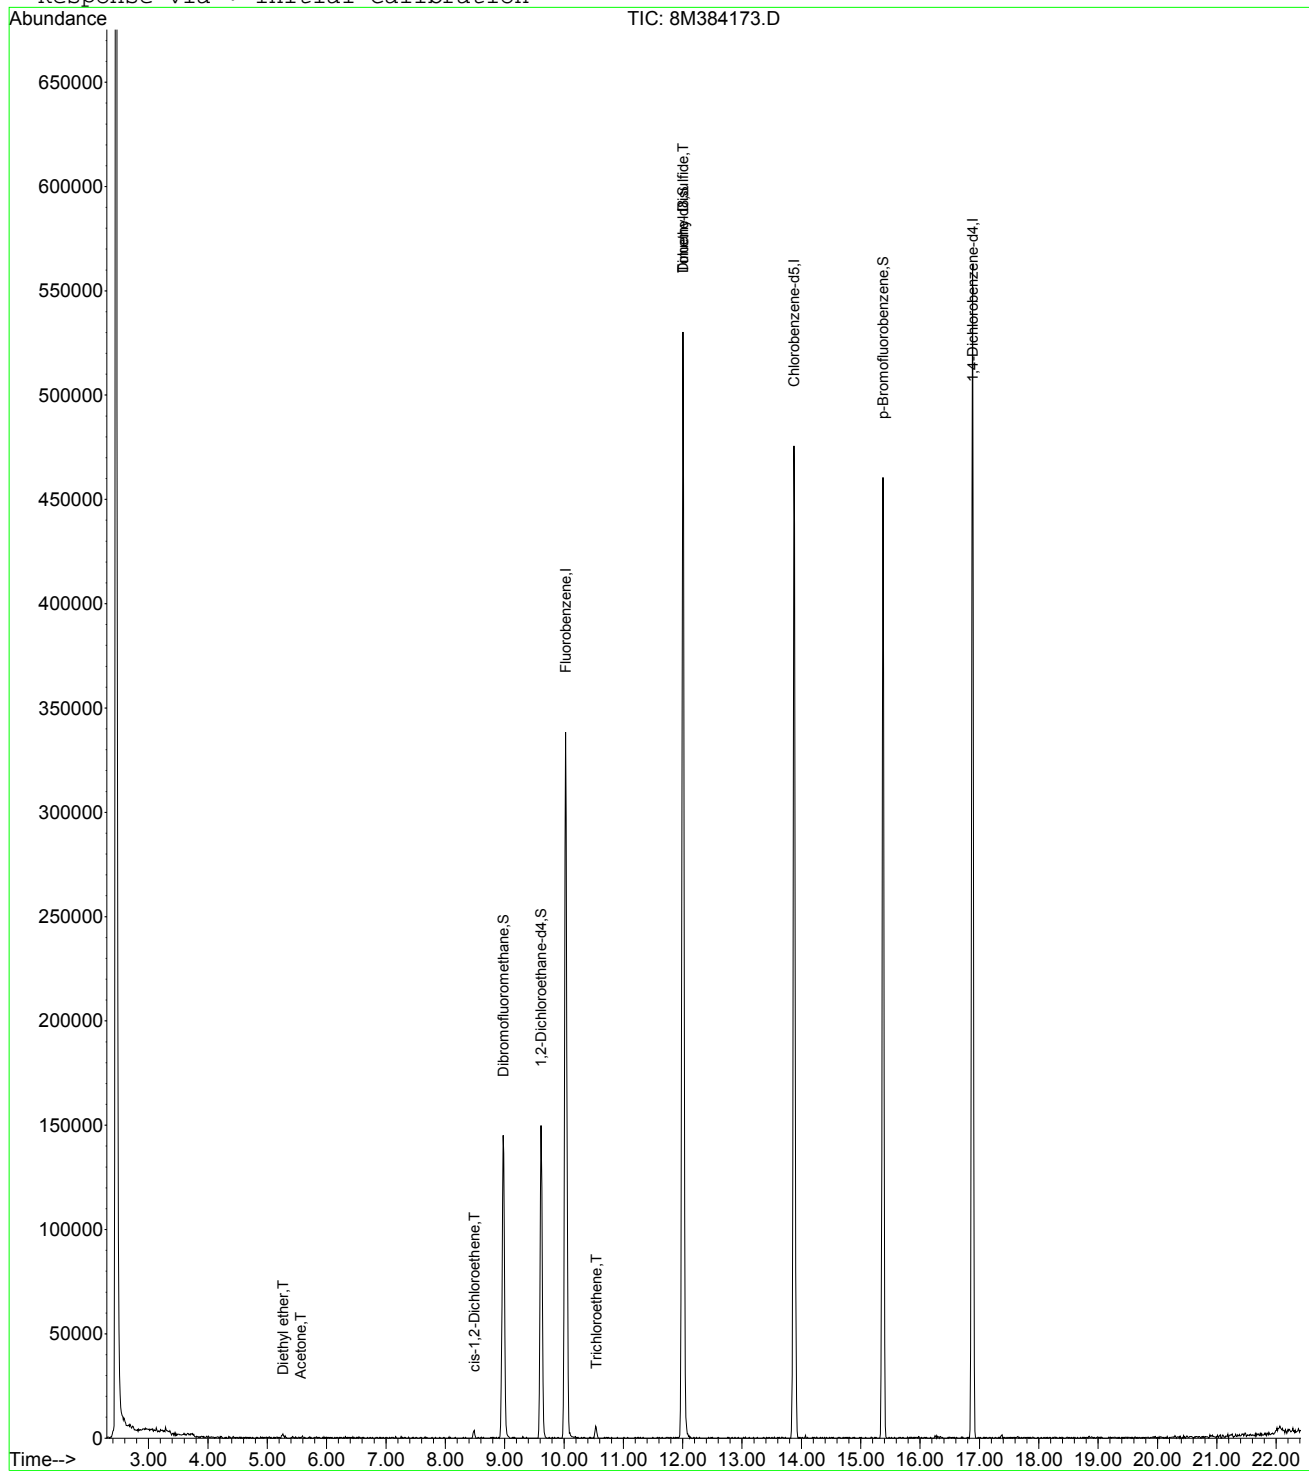 Response via : Initial Calibration
Abundance
TIC: 8M384173.D
650000
600000
550000
500000
450000
400000
350000
300000
250000
200000
150000
100000
50000
0
Diethyl ether,T
Acetone,T
cis-1,2-Dichloroethene,T
Dibromofluoromethane,S
1,2-Dichloroethane-d4,S
Fluorobenzene,I
Trichloroethene,T
Chlorobenzene-d5,I
p-Bromofluorobenzene,S
1,4-Dichlorobenzene-d4,I
Time-->
3.00 4.00 5.00 6.00 7.00 8.00 9.00 10.00 11.00 12.00 13.00 14.00 15.00 16.00 17.00 18.00 19.00 20.00 21.00 22.00